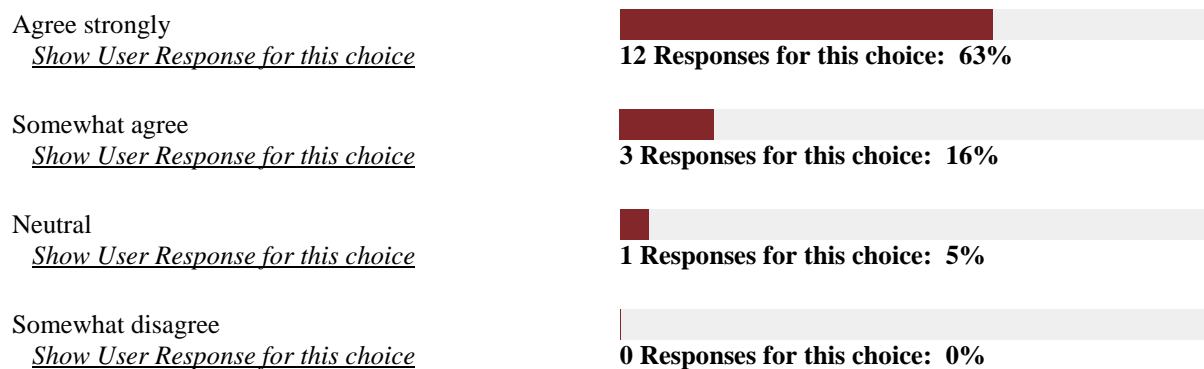 Agree strongly
Show User Response for this choice
12 Responses for this choice:  63%
Somewhat agree
Show User Response for this choice
3 Responses for this choice:  16%
Neutral
Show User Response for this choice
1 Responses for this choice:  5%
Somewhat disagree
Show User Response for this choice
0 Responses for this choice:  0%